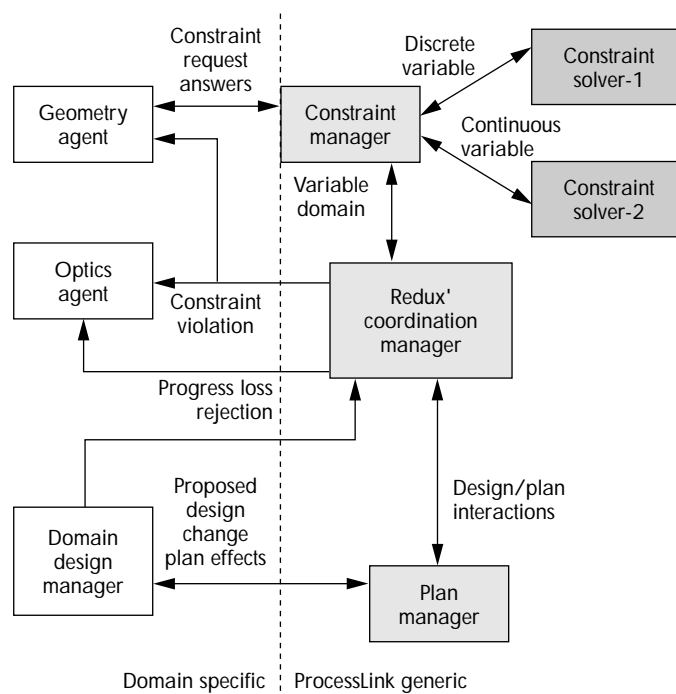 Constraint
request
answers
Discrete
variable
Constraint
solver-1
Geometry
agent
Constraint
manager
Continuous
variable
Constraint
solver-2
Variable
domain
Optics
agent
Constraint
violation
Redux'
coordination
manager
Progress loss
rejection
Proposed
design
change
plan effects
Design/plan
interactions
Domain
design
manager
Plan
manager
Domain specific
ProcessLink generic